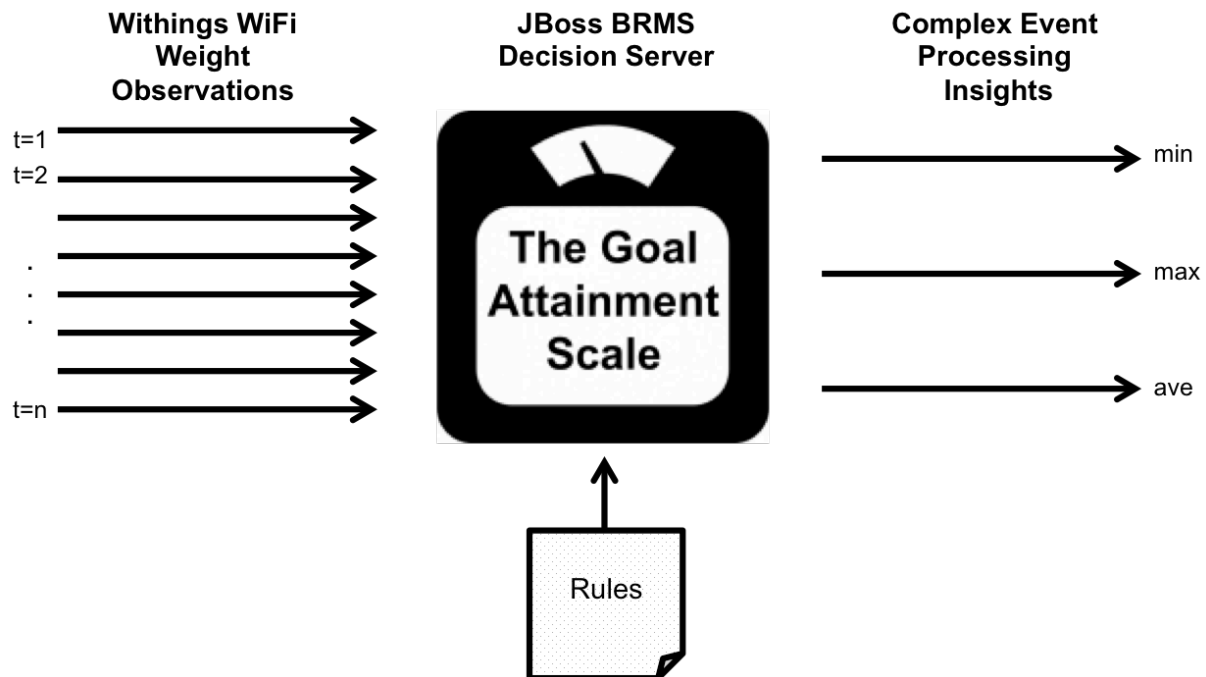 Withings WiFi
Weight
Observations
JBoss BRMS
Decision Server
Complex Event
Processing
Insights
t=1
t=2
.
.
.
t=n
The Goal
Attainment
Scale
min
max
ave
Rules